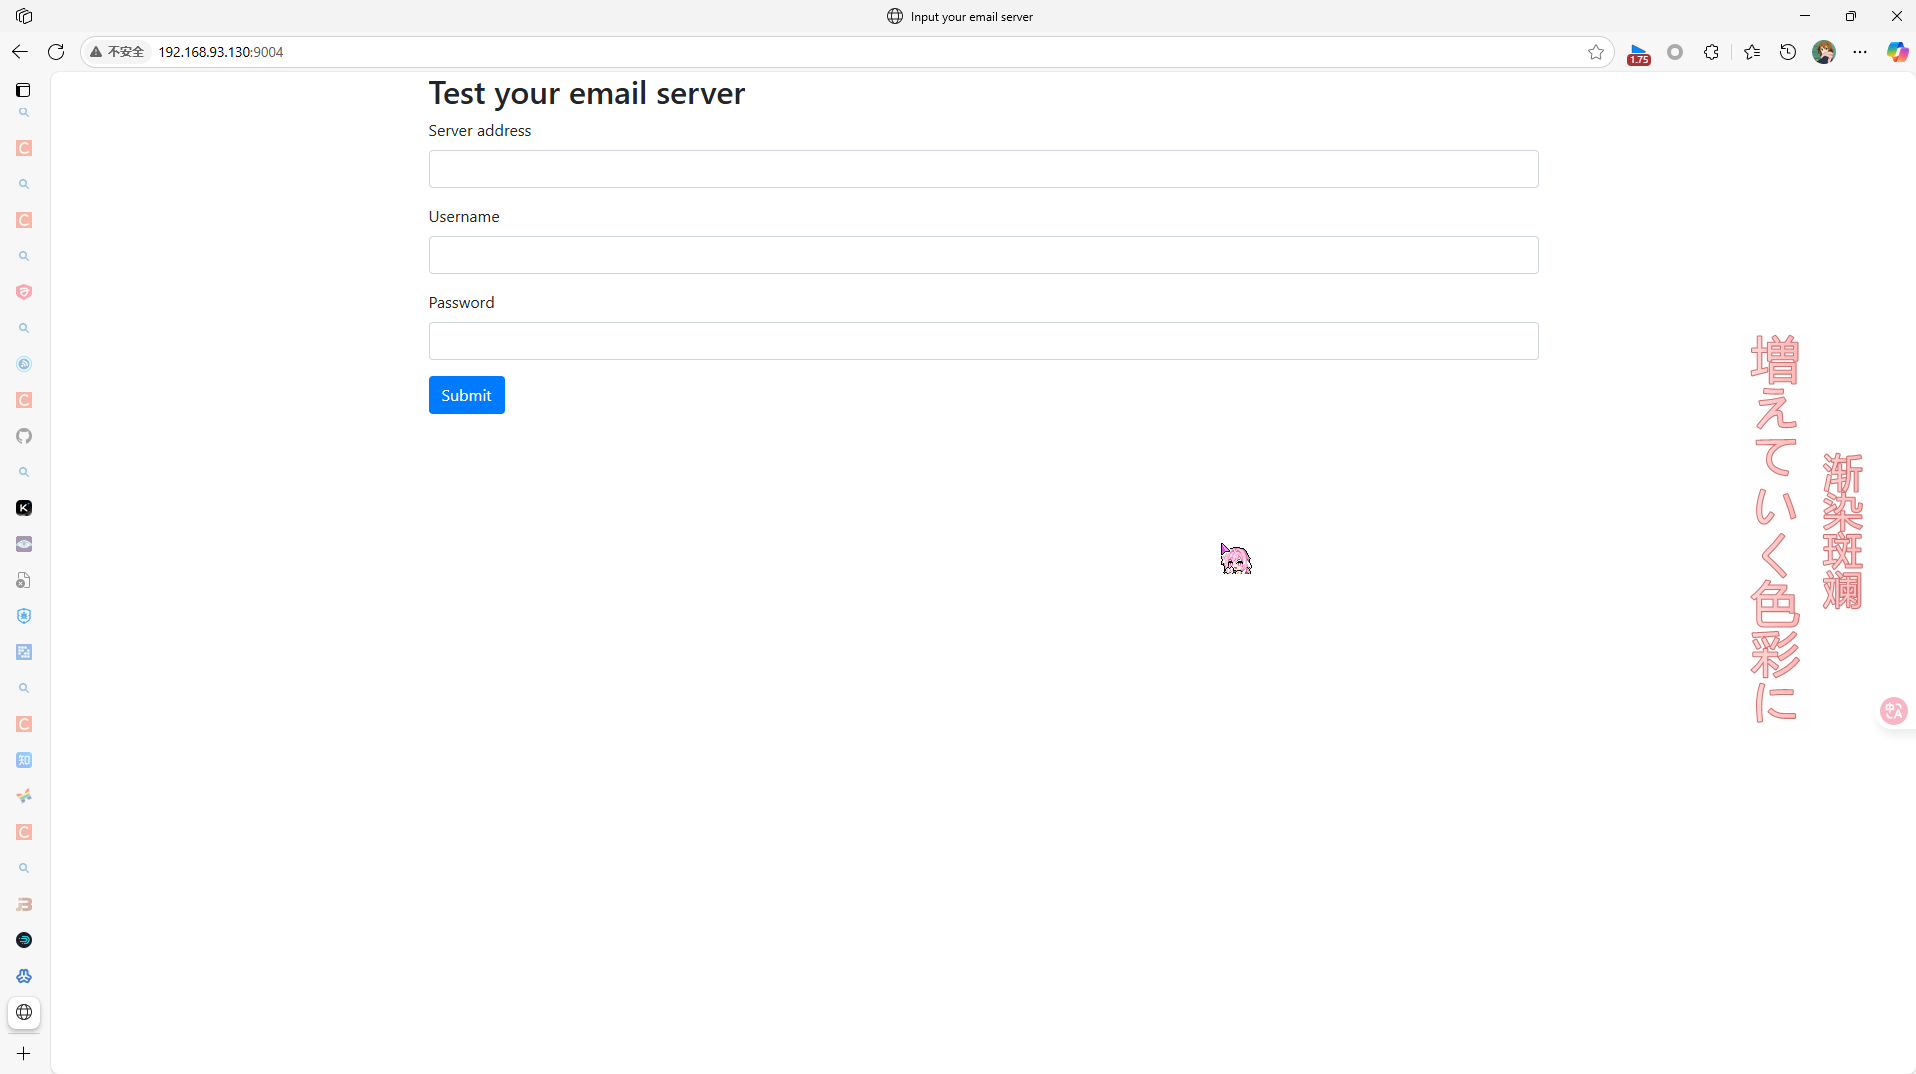 Input your email server
不安全
192.168.93.130:9004
1.75
Test your email server
Server address
Username
Password
Submit
増えていく色彩に
渐染斑斓